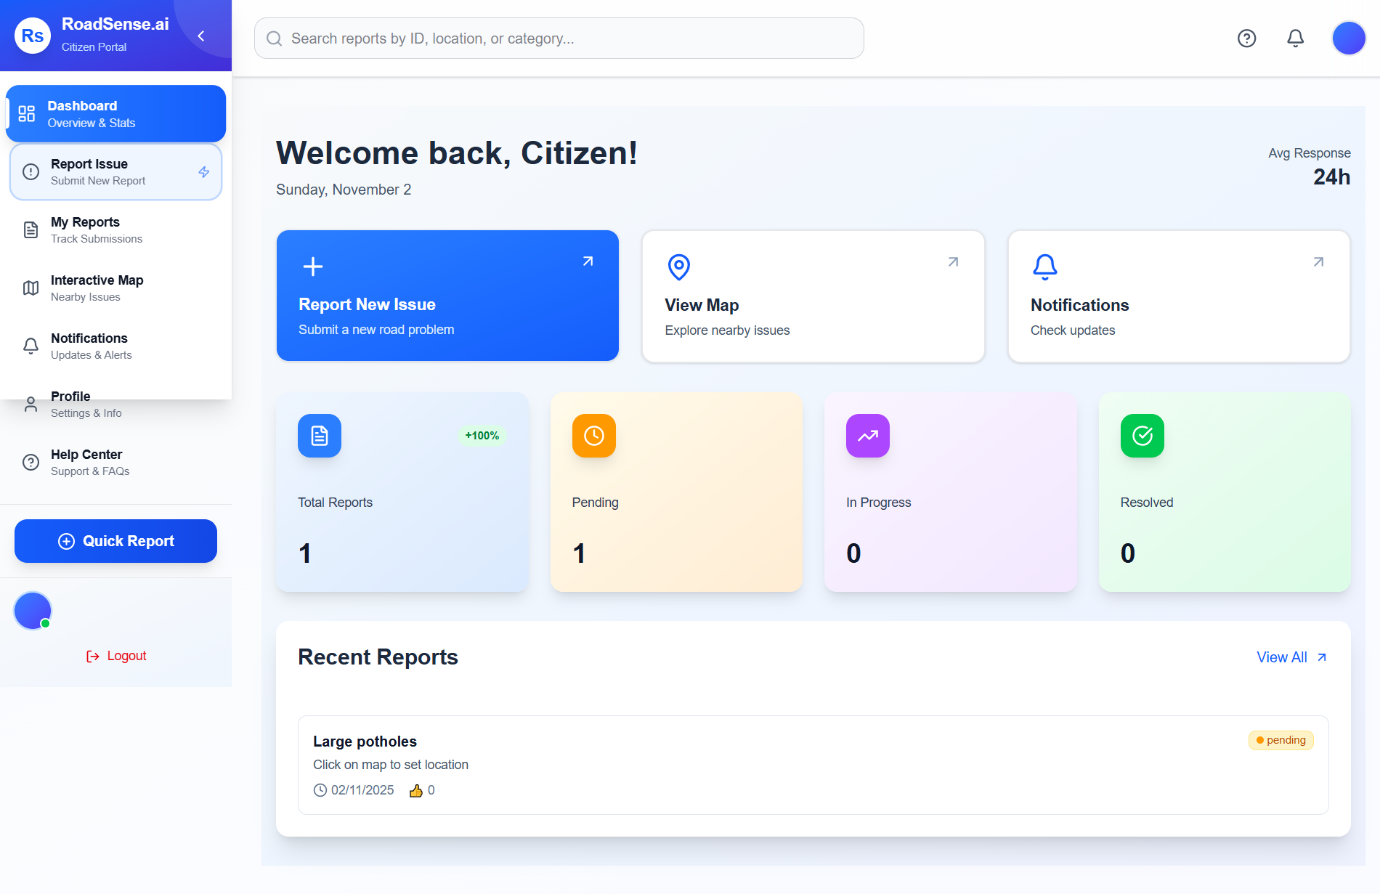 Rs
RoadSense.ai
Citizen Portal
Search reports by ID, location, or category...
Dashboard
Overview & Stats
Report Issue
Submit New Report
My Reports
Track Submissions
Interactive Map
Nearby Issues
Notifications
Updates & Alerts
Profile
Settings & Info
Help Center
Support & FAQs
Quick Report
Logout
Welcome back, Citizen!
Sunday, November 2
Avg Response
24h
Report New Issue
Submit a new road problem
View Map
Explore nearby issues
Notifications
Check updates
+100%
Total Reports
1
Pending
1
In Progress
0
Resolved
0
Recent Reports
View All
Large potholes
pending
Click on map to set location
02/11/2025 👍 0